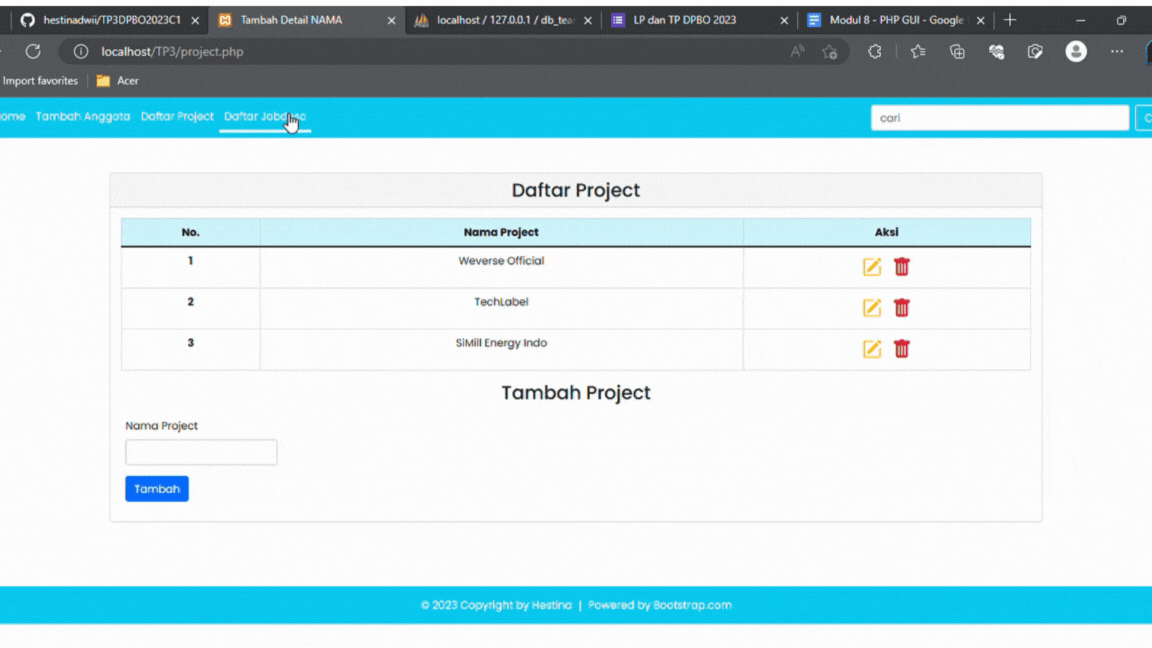 hestinadwii/TP3DPBO2023C1 Tambah Detail NAMA localhost / 127.0.0.1 / db_tea LP dan TP DPBO 2023 Modul 8 - PHP GUI - Google
localhost/TP3/project.php
Import favorites Acer
ome Tambah Anggota Daftar Project Daftar cari
Daftar Project
No. Nama Project Aksi
1 Weverse Official
2 TechLabel
3 SiMill Energy Indo
Tambah Project
Nama Project
Tambah
© 2023 Copyright by Hestina | Powered by Bootstrap.com